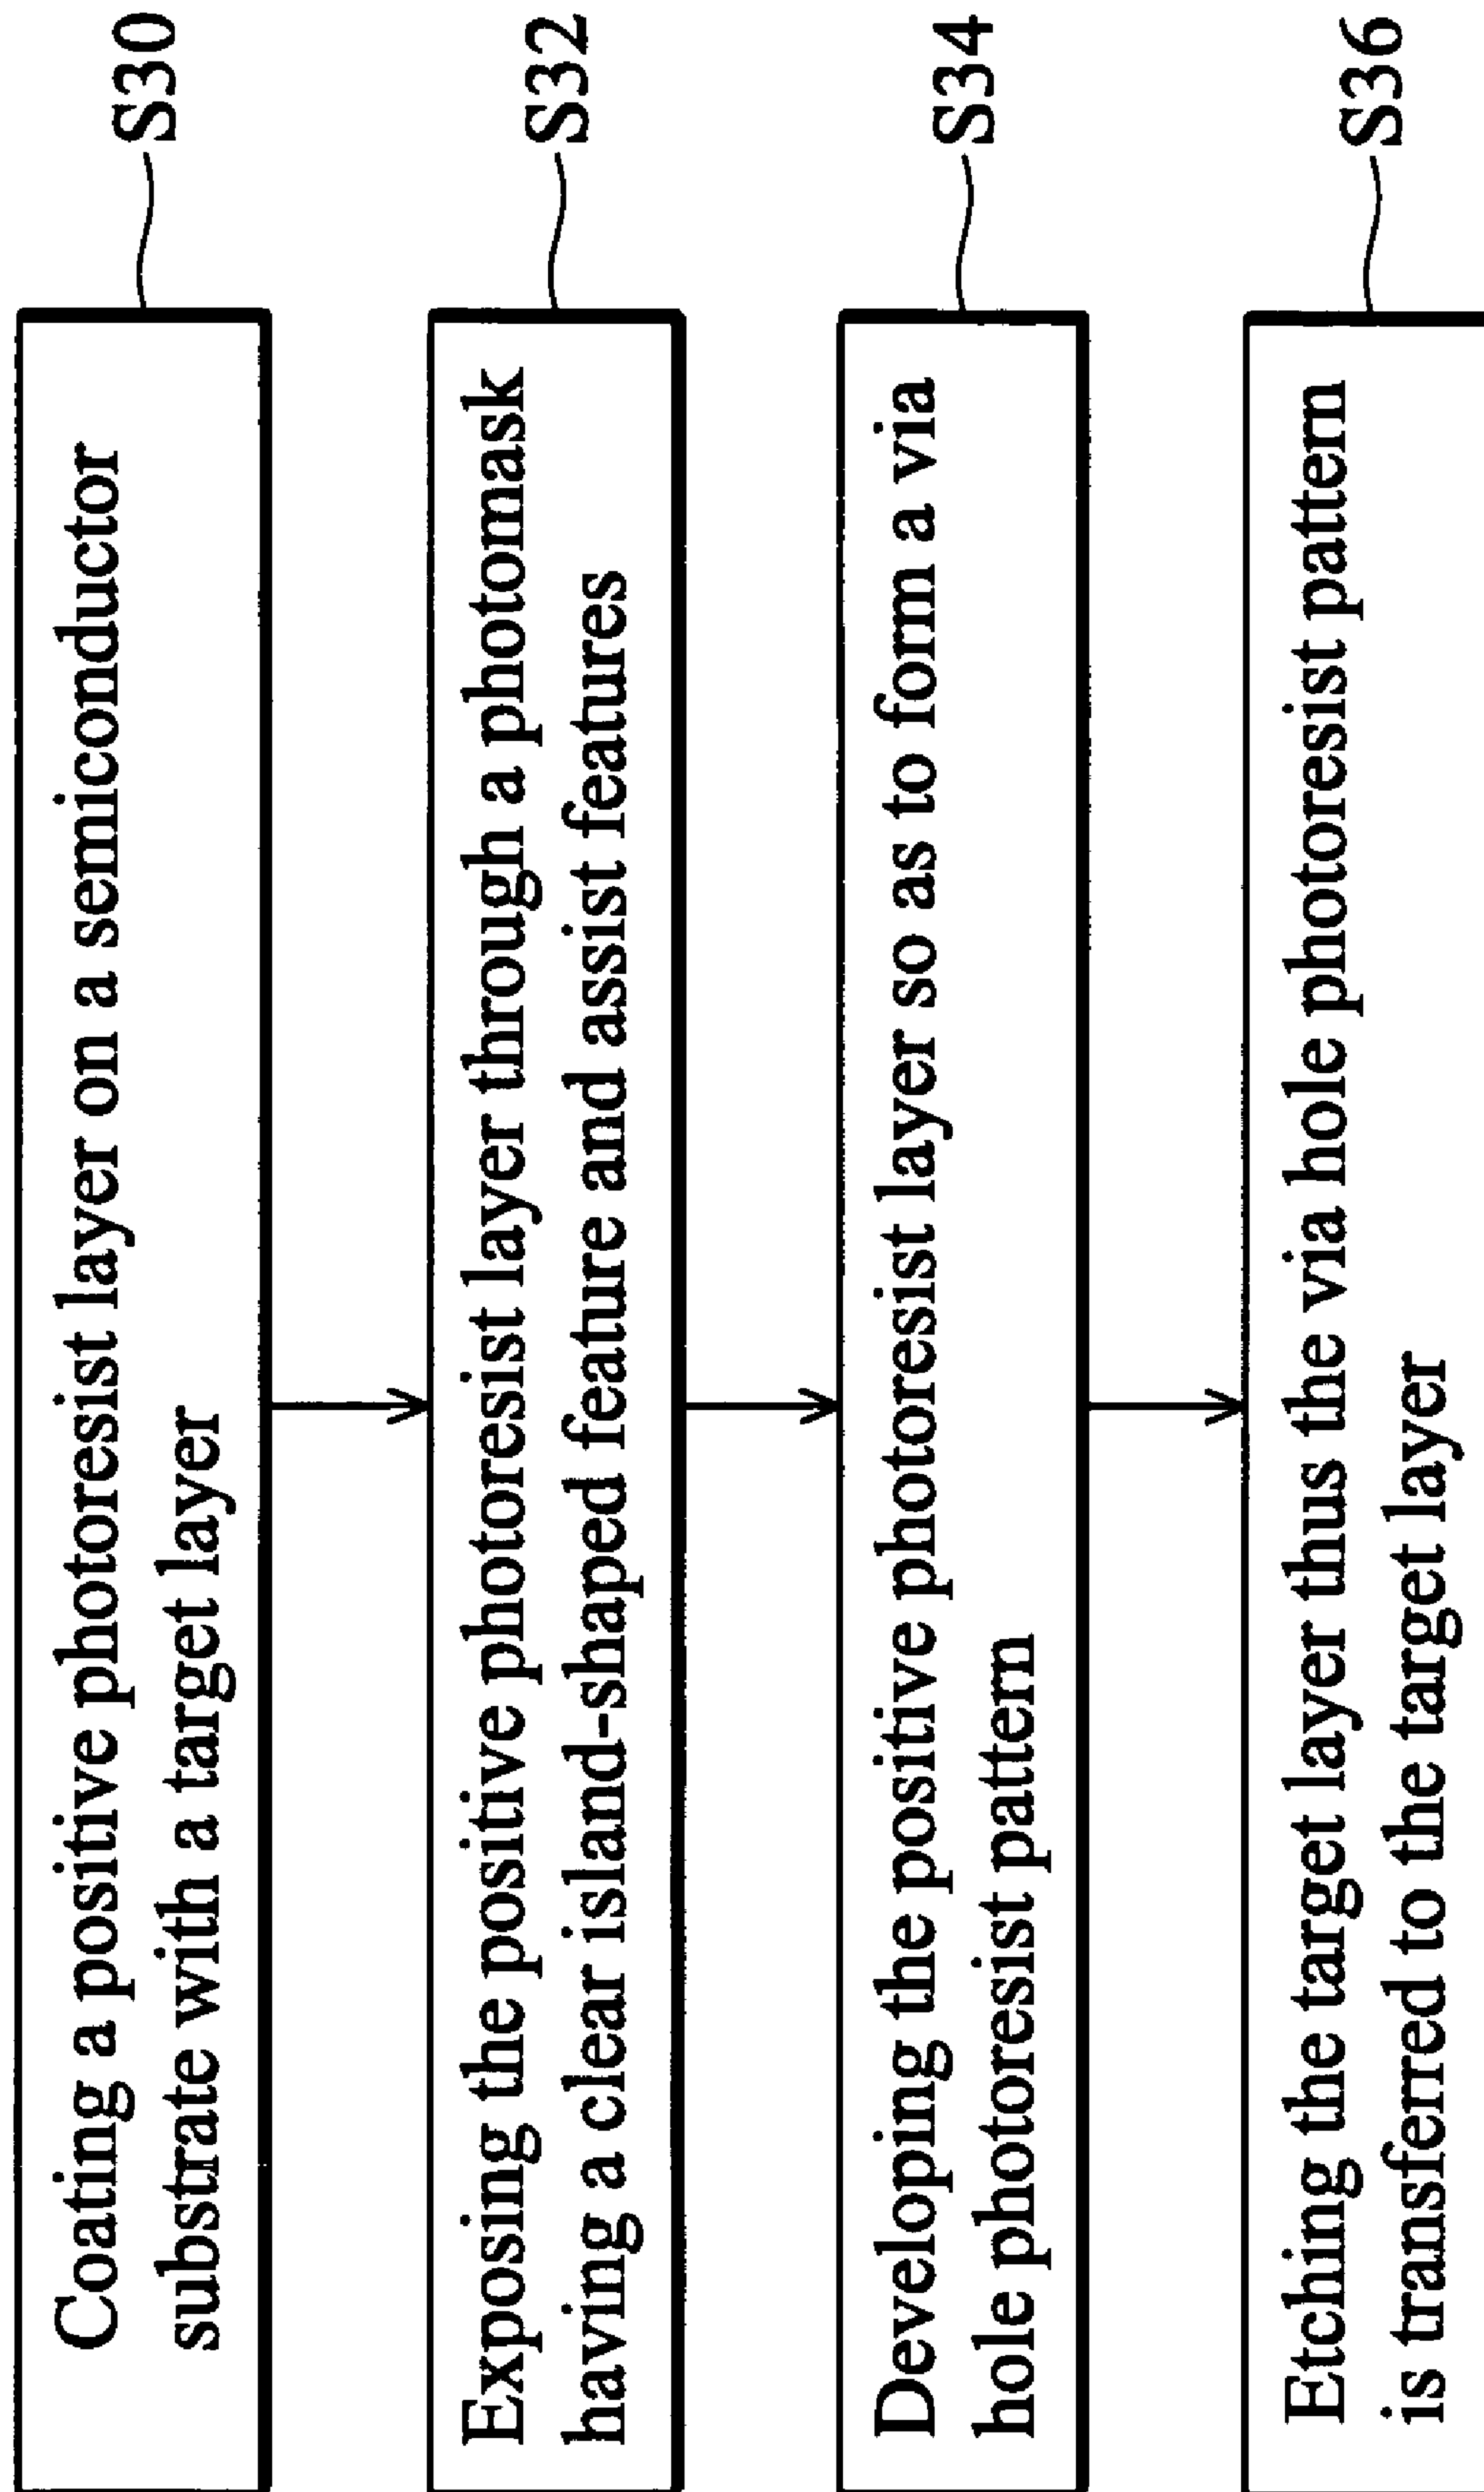 Coating a positive photoresist layer on a semiconductor
substrate with a target layer
S30
Exposing the positive photoresist layer through a photomask
having a clear island-shaped feature and assist features
S32
Developing the positive photoresist layer so as to form a via
hole photoresist pattern
S34
Etching the target layer thus the via hole photoresist pattern
is transferred to the target layer
S36